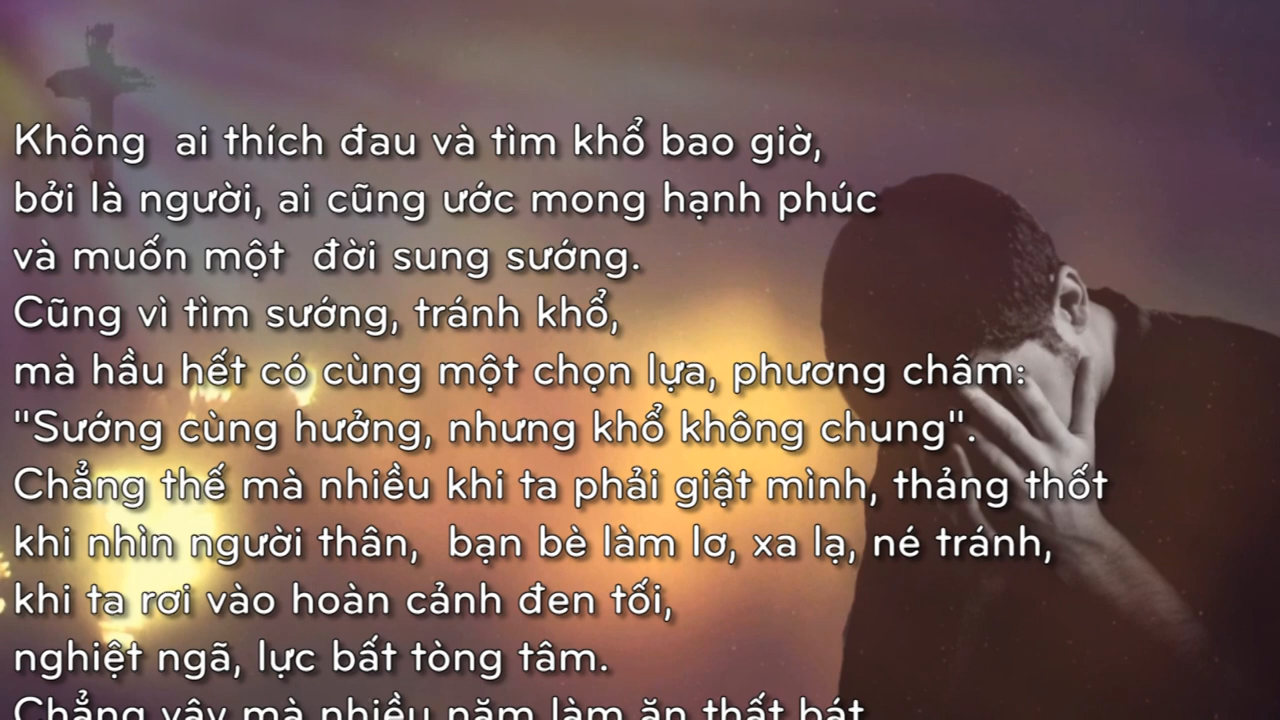 Không ai thích đau và tìm khổ bao giờ,
bởi là người, ai cũng ước mong hạnh phúc
và muốn một đời sung sướng.
Cũng vì tìm sướng, tránh khổ,
mà hầu hết có cùng một chọn lựa, phương châm:
"Sướng cùng hưởng, nhưng khổ không chung".
Chẳng thế mà nhiều khi ta phải giật mình, thảng thốt
khi nhìn người thân, bạn bè làm lơ, xa lạ, né tránh,
khi ta rơi vào hoàn cảnh đen tối,
nghiệt ngã, lực bất tòng tâm.
Chẳng vậy mà nhiều năm làm ăn thất bát